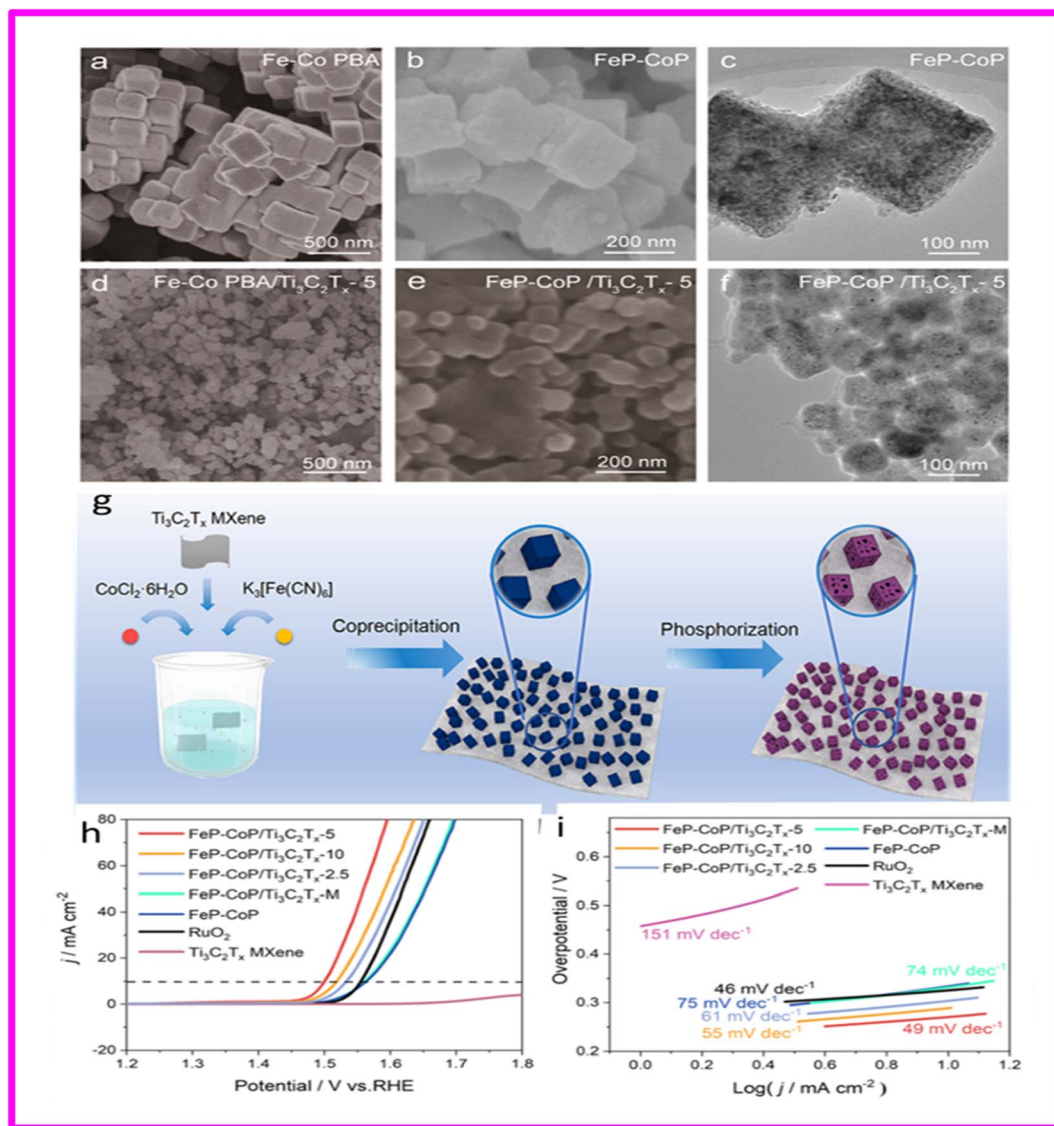 a Fe-Co PBA
500 nm
b FeP-CoP
200 nm
c FeP-CoP
100 nm
d Fe-Co PBA/Ti₃C₂Tₓ- 5
500 nm
e FeP-CoP /Ti₃C₂Tₓ- 5
200 nm
f FeP-CoP /Ti₃C₂Tₓ- 5
100 nm
g
Ti₃C₂Tₓ MXene
CoCl₂·6H₂O
K₃[Fe(CN)₆]
Coprecipitation
Phosphorization
h
j / mA cm⁻²
80
60
40
20
0
-20
FeP-CoP/Ti₃C₂Tₓ-5
FeP-CoP/Ti₃C₂Tₓ-10
FeP-CoP/Ti₃C₂Tₓ-2.5
FeP-CoP/Ti₃C₂Tₓ-M
FeP-CoP
RuO₂
Ti₃C₂Tₓ MXene
1.2 1.3 1.4 1.5 1.6 1.7 1.8
Potential / V vs.RHE
i
Overpotential / V
0.6
0.5
0.4
0.3
0.2
FeP-CoP/Ti₃C₂Tₓ-5
FeP-CoP/Ti₃C₂Tₓ-10
FeP-CoP/Ti₃C₂Tₓ-2.5
FeP-CoP/Ti₃C₂Tₓ-M
FeP-CoP
RuO₂
Ti₃C₂Tₓ MXene
151 mV dec⁻¹
74 mV dec⁻¹
46 mV dec⁻¹
75 mV dec⁻¹
61 mV dec⁻¹
55 mV dec⁻¹
49 mV dec⁻¹
0.0 0.2 0.4 0.6 0.8 1.0 1.2
Log( j / mA cm⁻² )